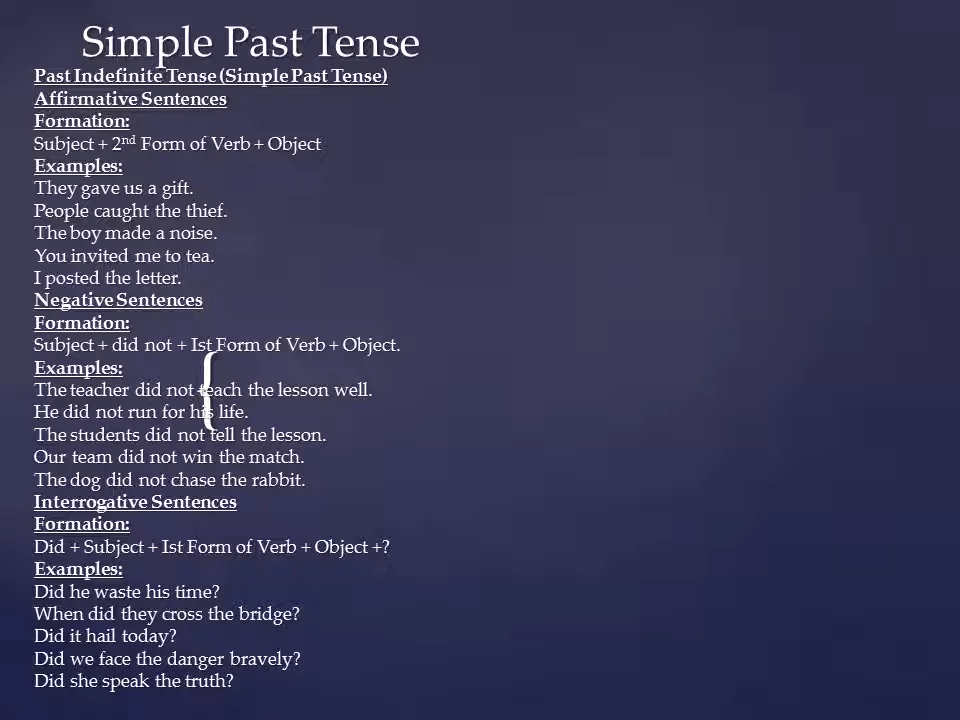 Simple Past Tense
Past Indefinite Tense (Simple Past Tense)
Affirmative Sentences
Formation:
Subject + 2nd Form of Verb + Object
Examples:
They gave us a gift.
People caught the thief.
The boy made a noise.
You invited me to tea.
I posted the letter.
Negative Sentences
Formation:
Subject + did not + Ist Form of Verb + Object.
Examples:
The teacher did not teach the lesson well.
He did not run for his life.
The students did not tell the lesson.
Our team did not win the match.
The dog did not chase the rabbit.
Interrogative Sentences
Formation:
Did + Subject + Ist Form of Verb + Object +?
Examples:
Did he waste his time?
When did they cross the bridge?
Did it hail today?
Did we face the danger bravely?
Did she speak the truth?